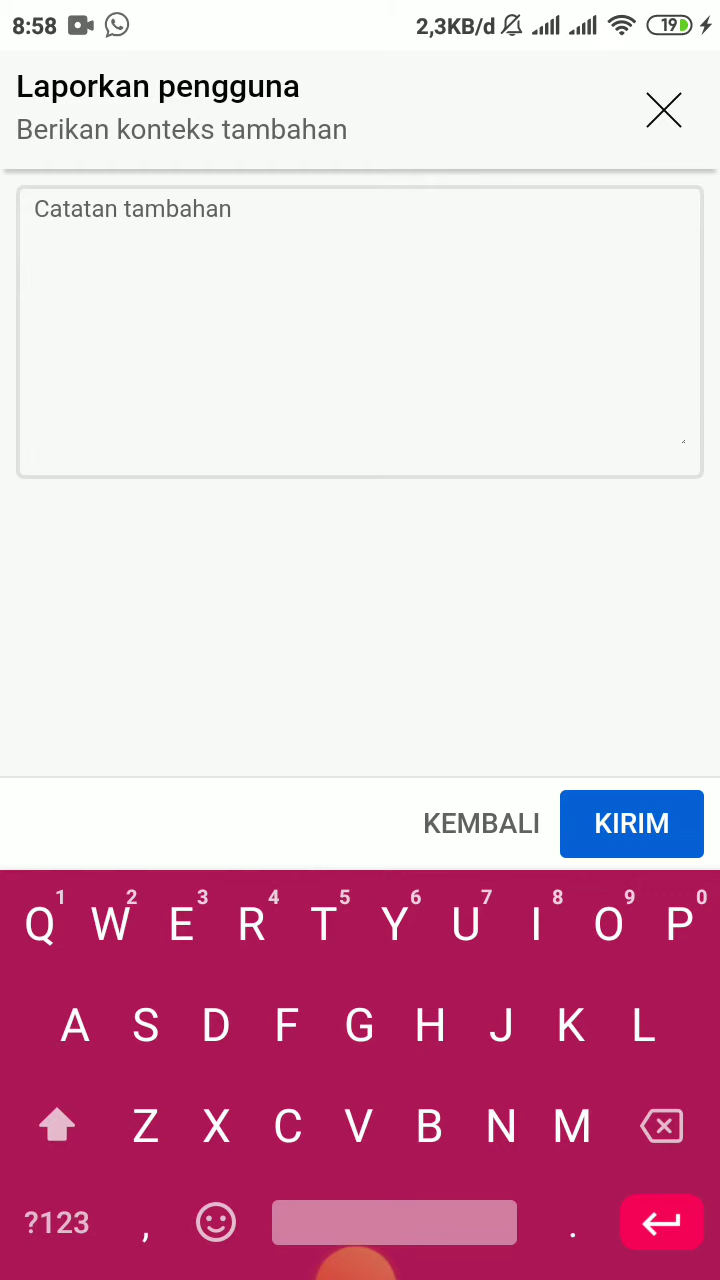 8:58 2,3KB/d 19
Laporkan pengguna
Berikan konteks tambahan
Catatan tambahan
KEMBALI KIRIM
1 2 3 4 5 6 7 8 9 0
Q W E R T Y U I O P
A S D F G H J K L
Z X C V B N M
?123 , .